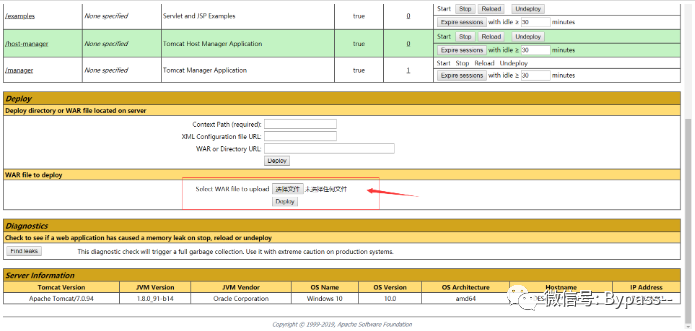 Start Stop Reload Undeploy
/examples None specified Servlet and JSP Examples true 0
Expire sessions with idle ≥ 30 minutes
Start Stop Reload Undeploy
/host-manager None specified Tomcat Host Manager Application true 0
Expire sessions with idle ≥ 30 minutes
Start Stop Reload Undeploy
/manager None specified Tomcat Manager Application true 1
Expire sessions with idle ≥ 30 minutes
Deploy
Deploy directory or WAR file located on server
Context Path (required):
XML Configuration file URL:
WAR or Directory URL:
Deploy
WAR file to deploy
Select WAR file to upload 选择文件 未选择任何文件
Deploy
Diagnostics
Check to see if a web application has caused a memory leak on stop, reload or undeploy
Find leaks This diagnostic check will trigger a full garbage collection. Use it with extreme caution on production systems.
Server Information
Tomcat Version JVM Version JVM Vendor OS Name OS Version OS Architecture Hostname IP Address
Apache Tomcat/7.0.94 1.8.0_91-b14 Oracle Corporation Windows 10 10.0 amd64
微信号: Bypass--
Copyright © 1999-2019, Apache Software Foundation